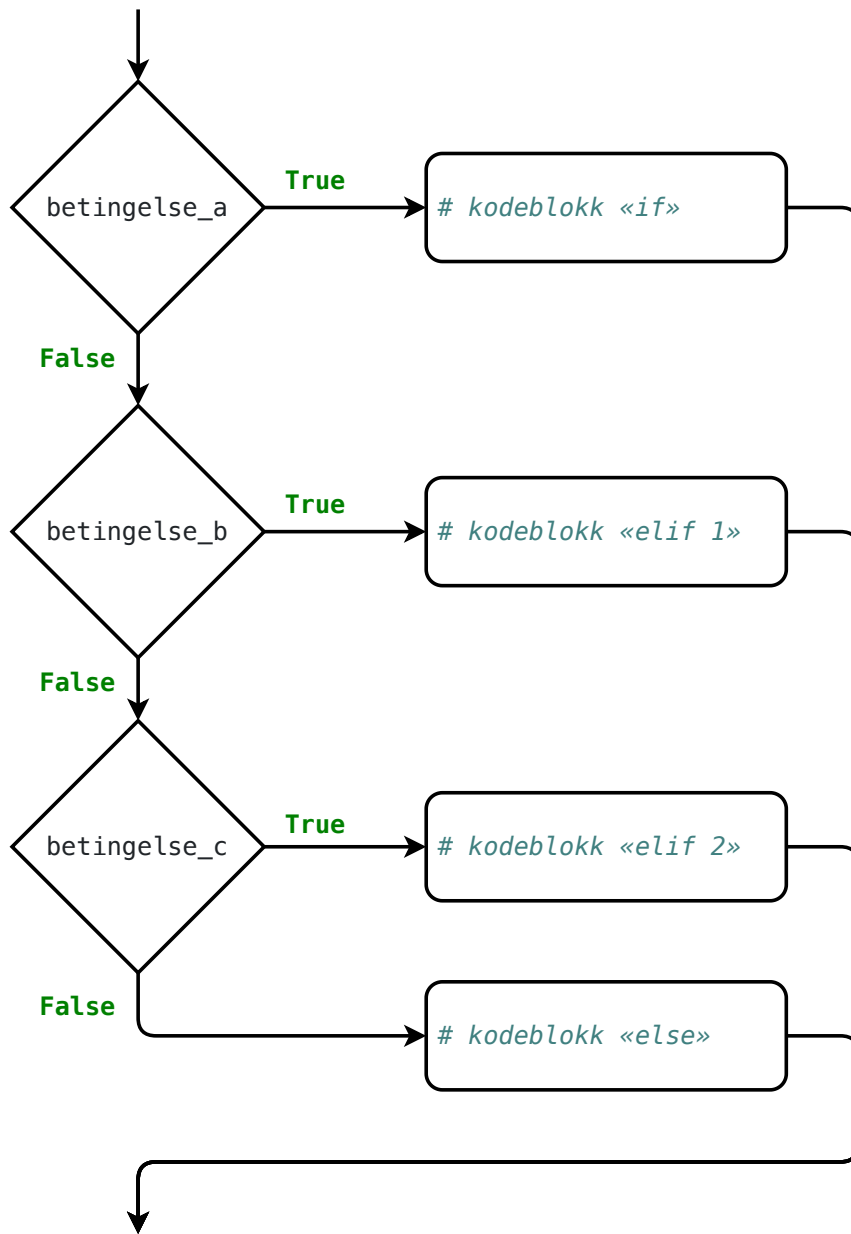 True
betingelse_a
# kodeblokk «if»
False
True
betingelse_b
# kodeblokk «elif 1»
False
True
betingelse_c
# kodeblokk «elif 2»
False
# kodeblokk «else»